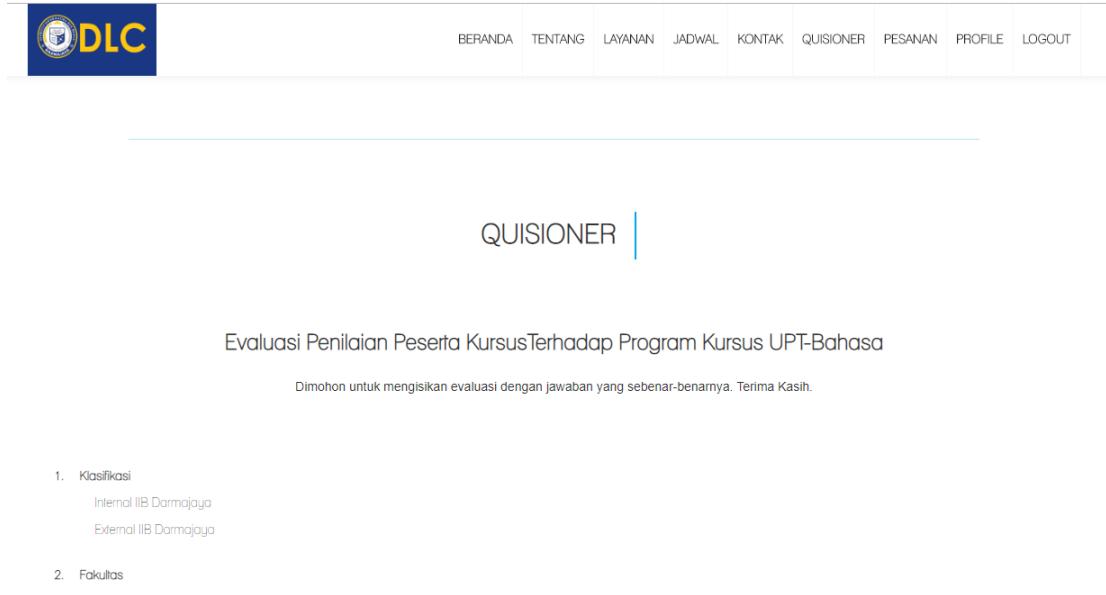 DLC
BERANDA TENTANG LAYANAN JADWAL KONTAK QUISIONER PESANAN PROFILE LOGOUT
QUISIONER
Evaluasi Penilaian Peserta KursusTerhadap Program Kursus UPT-Bahasa
Dimohon untuk mengisikan evaluasi dengan jawaban yang sebenar-benarnya. Terima Kasih.
1. Klasifikasi
Internal IIB Darmajaya
External IIB Darmajaya
2. Fakultas